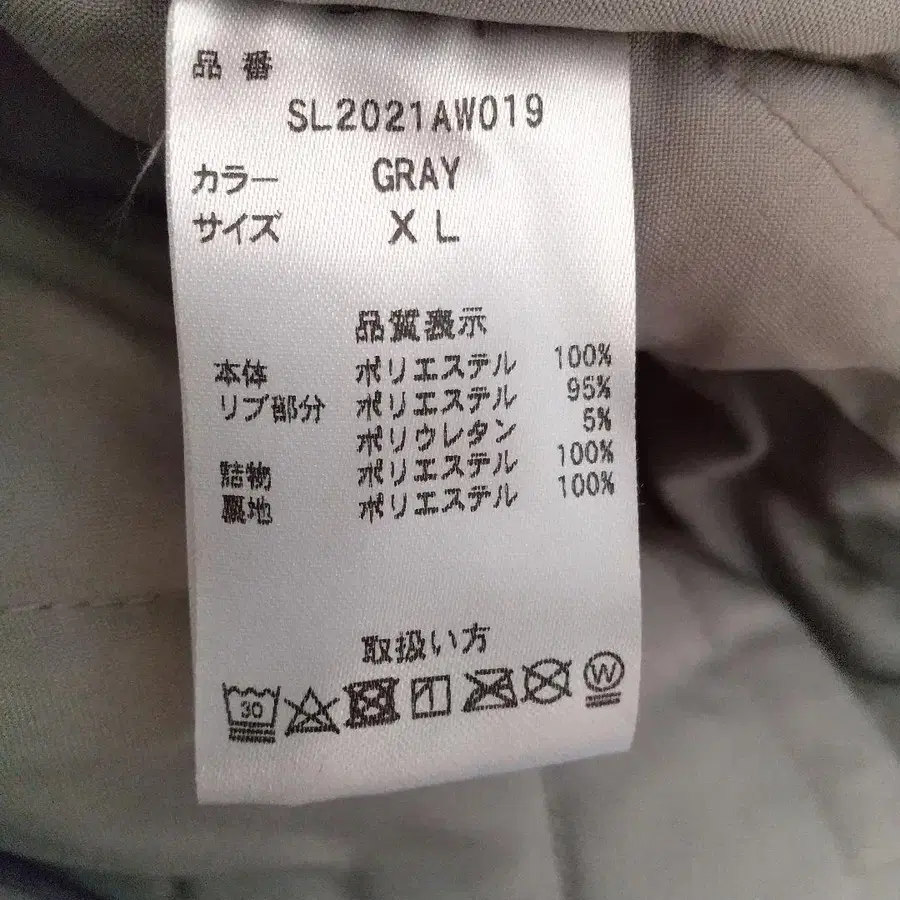 品番
SL2021AW019
カラー GRAY
サイズ XL
品質表示
本体 ポリエステル 100%
リブ部分 ポリエステル 95%
ポリウレタン 5%
詰物 ポリエステル 100%
裏地 ポリエステル 100%
取扱い方
30 W